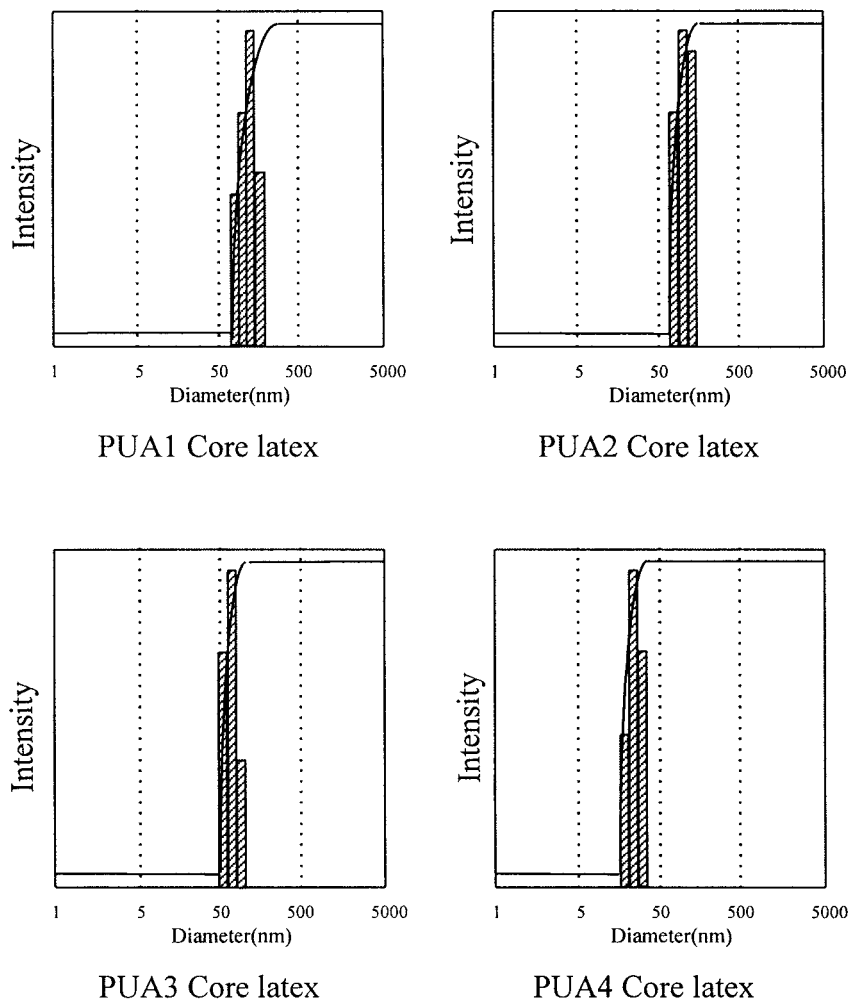 Intensity
1 5 50 500 5000
Diameter(nm)
PUA1 Core latex
Intensity
1 5 50 500 5000
Diameter(nm)
PUA2 Core latex
Intensity
1 5 50 500 5000
Diameter(nm)
PUA3 Core latex
Intensity
1 5 50 500 5000
Diameter(nm)
PUA4 Core latex